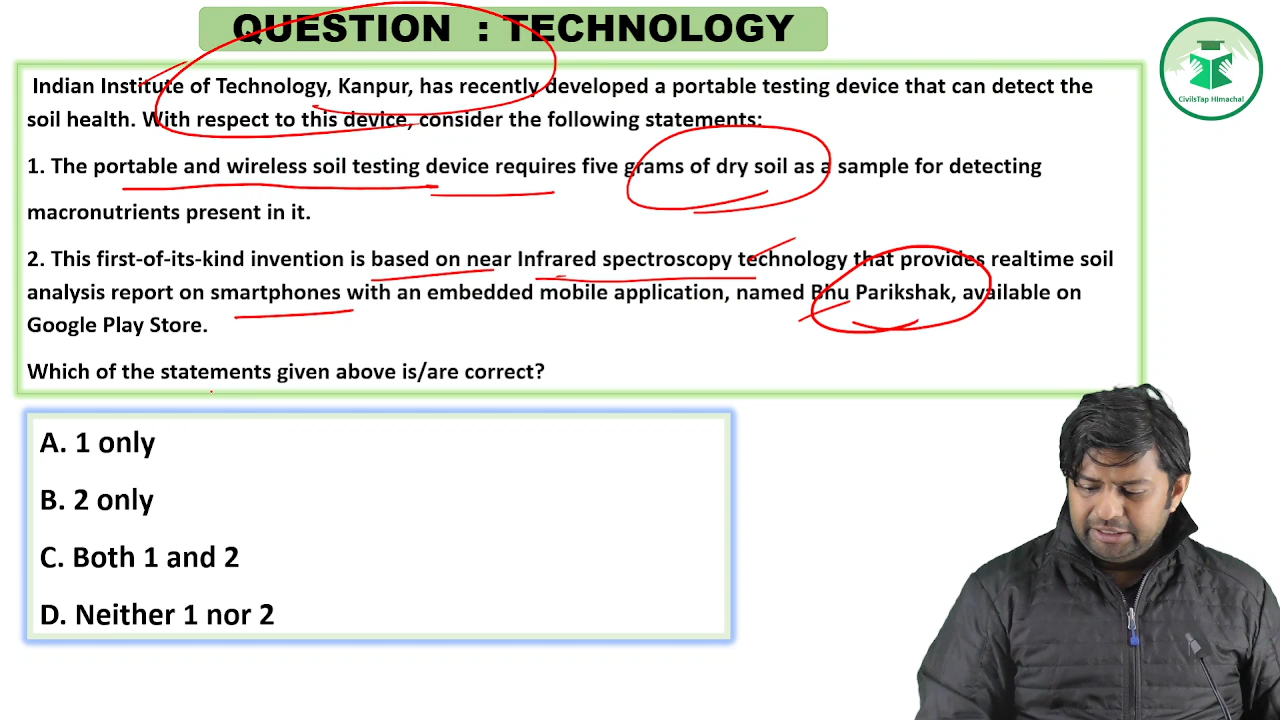 QUESTION : TECHNOLOGY
CivilsTap Himachal
Indian Institute of Technology, Kanpur, has recently developed a portable testing device that can detect the
soil health. With respect to this device, consider the following statements:
1. The portable and wireless soil testing device requires five grams of dry soil as a sample for detecting
macronutrients present in it.
2. This first-of-its-kind invention is based on near Infrared spectroscopy technology that provides realtime soil
analysis report on smartphones with an embedded mobile application, named Bhu Parikshak, available on
Google Play Store.
Which of the statements given above is/are correct?
A. 1 only
B. 2 only
C. Both 1 and 2
D. Neither 1 nor 2